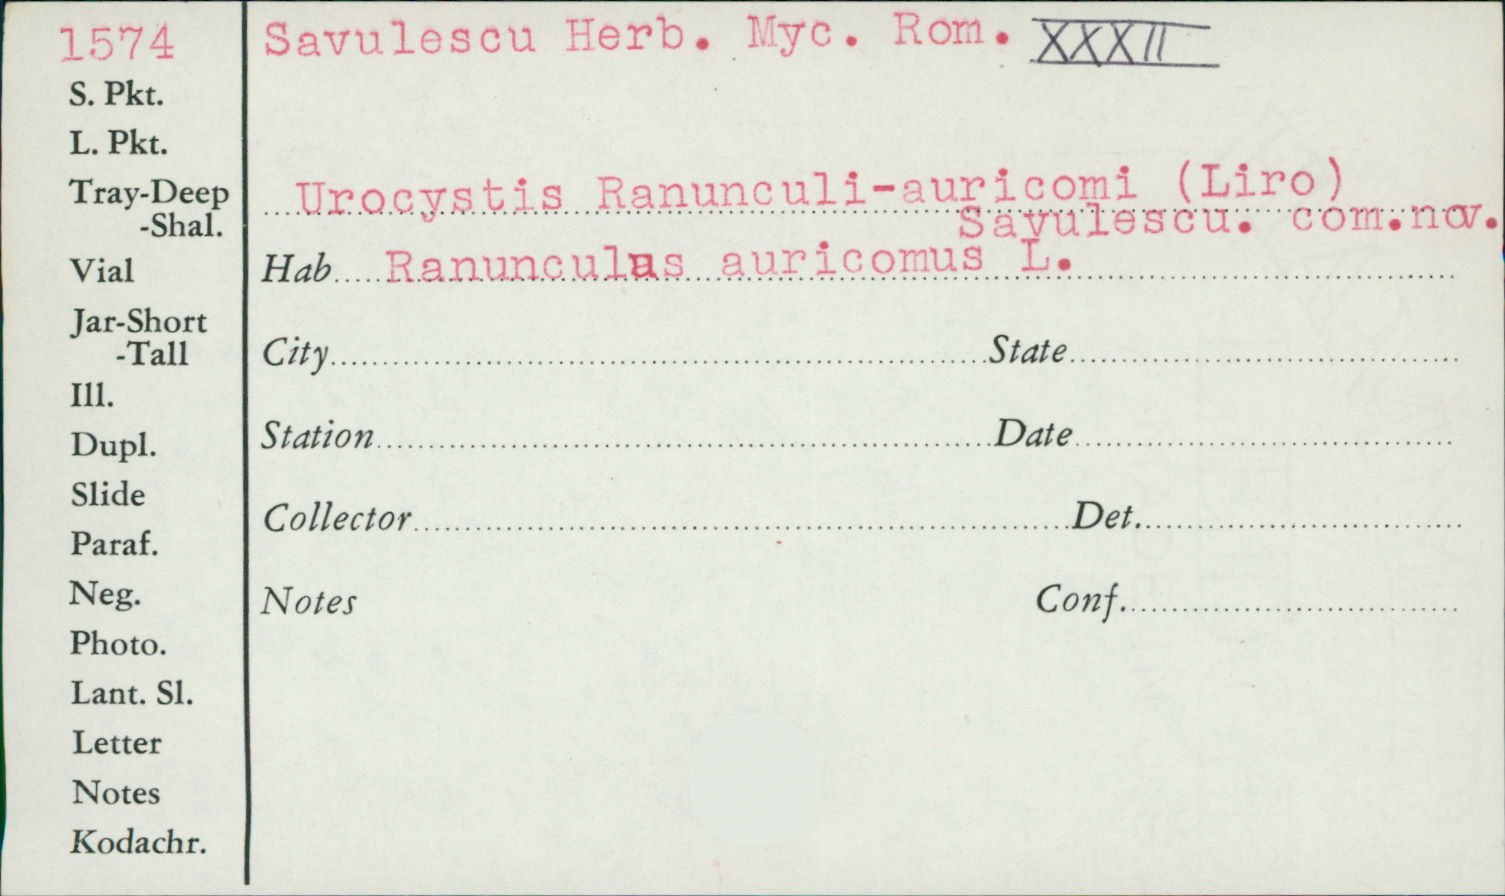 1574 Savulescu Herb. Myc. Rom. XXXII
S. Pkt.
L. Pkt.
Tray-Deep
-Shal.
Urocystis Ranunculi-auricomi (Liro)
Savulescu. com.nov.
Vial
Hab Ranunculus auricomus L.
Jar-Short
-Tall
City State
Ill.
Dupl.
Station Date
Slide
Collector Det.
Paraf.
Neg.
Notes Conf.
Photo.
Lant. Sl.
Letter
Notes
Kodachr.